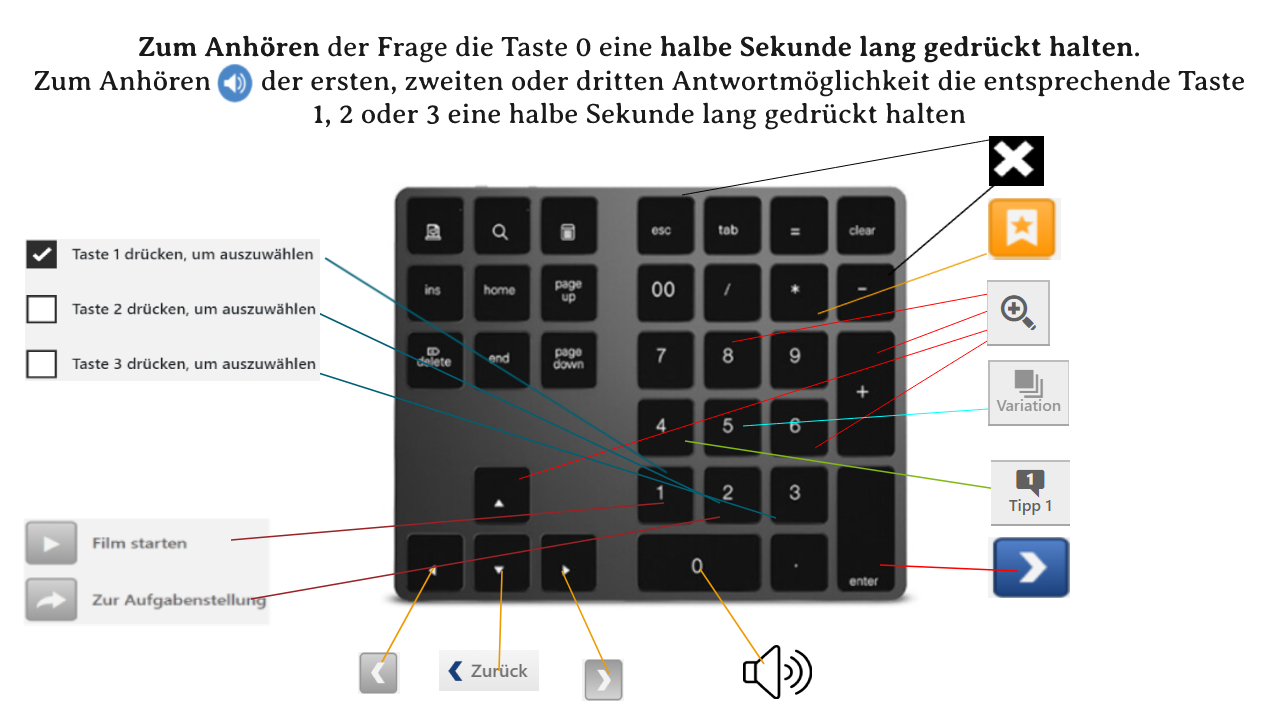 Zum Anhören der Frage die Taste 0 eine halbe Sekunde lang gedrückt halten.
Zum Anhören der ersten, zweiten oder dritten Antwortmöglichkeit die entsprechende Taste
1, 2 oder 3 eine halbe Sekunde lang gedrückt halten
Taste 1 drücken, um auszuwählen
Taste 2 drücken, um auszuwählen
Taste 3 drücken, um auszuwählen
Film starten
Zur Aufgabenstellung
esc tab = clear
ins home page up 00 / * -
delete end page down 7 8 9
+
4 5 6
1 2 3
0 . enter
Variation
1
Tipp 1
Zurück